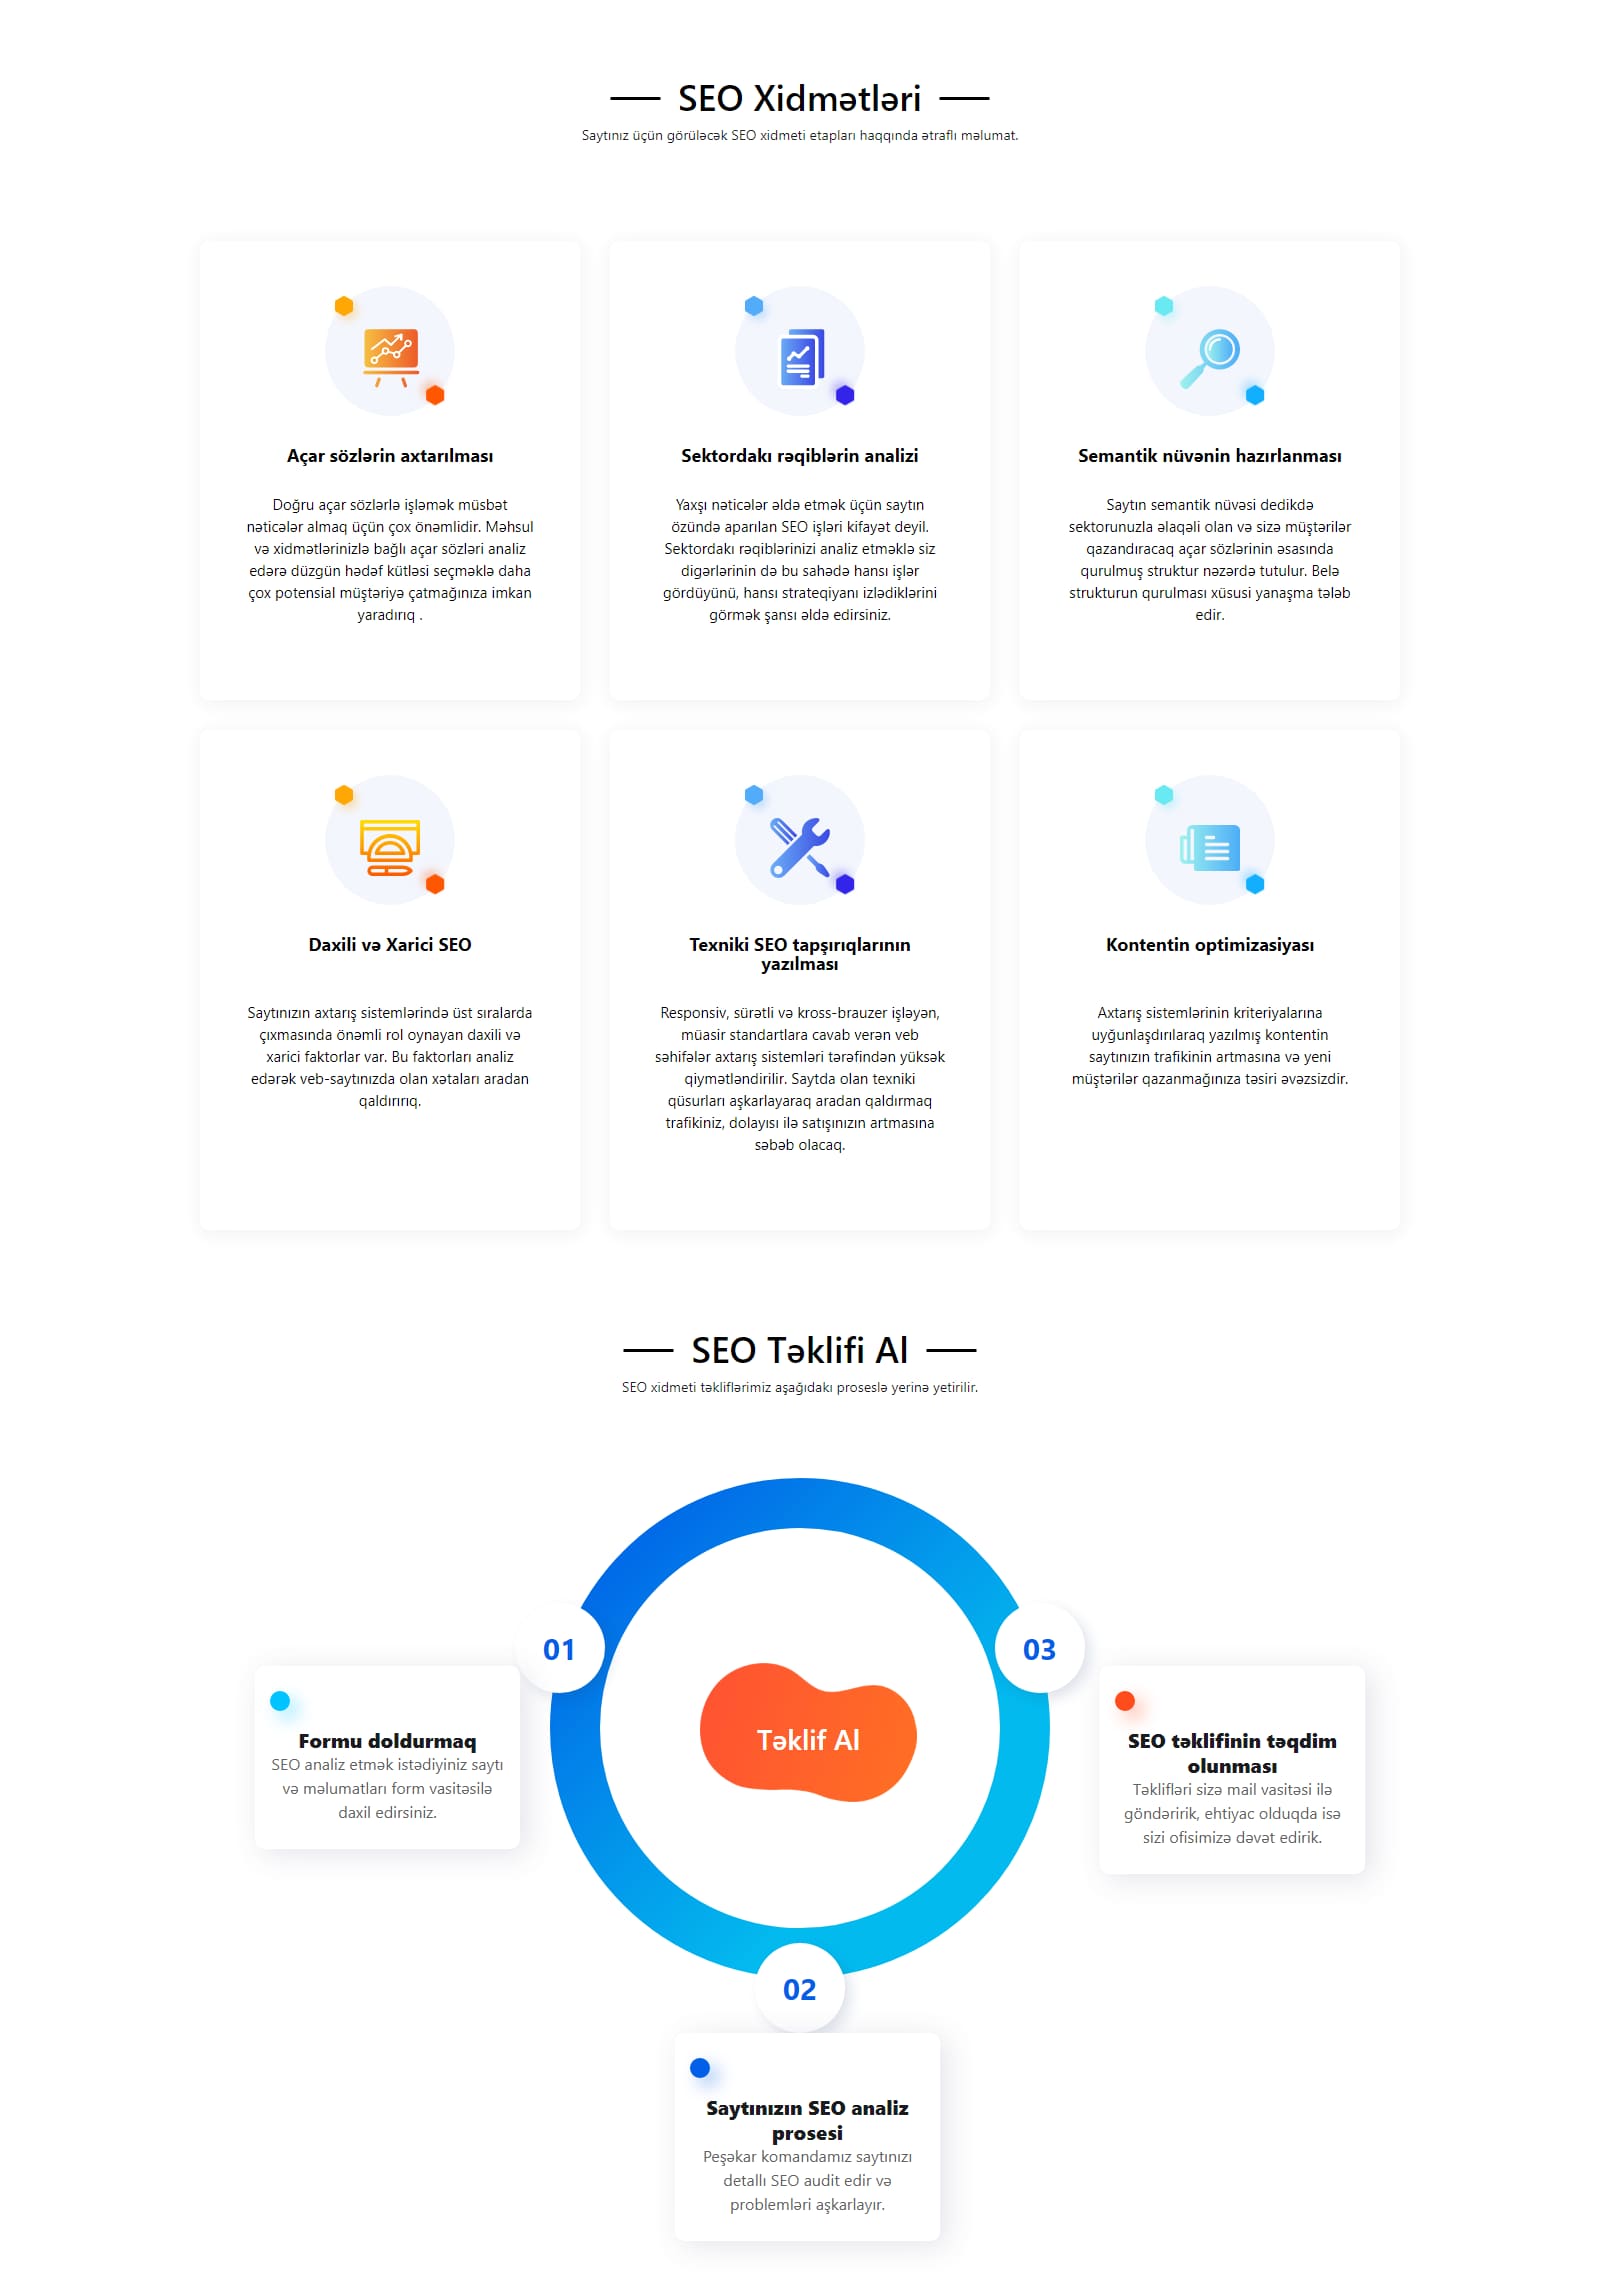 SEO Xidmətləri
Saytınız üçün görüləcək SEO xidmeti etapları haqqında ətraflı məlumat.
Açar sözlərin axtarılması
Doğru açar sözlərlə işləmək müsbət
nəticələr almaq üçün çox önəmlidir. Məhsul
və xidmətlərinizlə bağlı açar sözləri analiz
edərə düzgün hədəf kütləsi seçməklə daha
çox potensial müştəriyə çatmağınıza imkan
yaradırıq .
Sektordakı rəqiblərin analizi
Yaxşı nəticələr əldə etmək üçün saytın
özündə aparılan SEO işləri kifayət deyil.
Sektordakı rəqiblərinizi analiz etməklə siz
digərlərinin də bu sahədə hansı işlər
gördüyünü, hansı strateqiyanı izlədiklərini
görmək şansı əldə edirsiniz.
Semantik nüvənin hazırlanması
Saytın semantik nüvəsi dedikdə
sektorunuzla əlaqəli olan və sizə müştərilər
qazandıracaq açar sözlərinin əsasında
qurulmuş struktur nəzərdə tutulur. Belə
strukturun qurulması xüsusi yanaşma tələb
edir.
Daxili və Xarici SEO
Saytınızın axtarış sistemlərində üst sıralarda
çıxmasında önəmli rol oynayan daxili və
xarici faktorlar var. Bu faktorları analiz
edərək veb-saytınızda olan xətaları aradan
qaldırırıq.
Texniki SEO tapşırıqlarının
yazılması
Responsiv, sürətli və kross-brauzer işləyən,
müasir standartlara cavab verən veb
səhifələr axtarış sistemləri tərəfindən yüksək
qiymətləndirilir. Saytda olan texniki
qüsurları aşkarlayaraq aradan qaldırmaq
trafikiniz, dolayısı ilə satışınızın artmasına
səbəb olacaq.
Kontentin optimizasiyası
Axtarış sistemlərinin kriteriyalarına
uyğunlaşdırılaraq yazılmış kontentin
saytınızın trafikinin artmasına və yeni
müştərilər qazanmağınıza təsiri əvəzsizdir.
SEO Təklifi Al
SEO xidmeti təkliflərimiz aşağıdakı proseslə yerinə yetirilir.
01
Formu doldurmaq
SEO analiz etmək istədiyiniz saytı
və məlumatları form vasitəsilə
daxil edirsiniz.
Təklif Al
03
SEO təklifinin təqdim
olunması
Təklifləri sizə mail vasitəsi ilə
göndəririk, ehtiyac olduqda isə
sizi ofisimizə dəvət edirik.
02
Saytınızın SEO analiz
prosesi
Peşəkar komandamız saytınızı
detallı SEO audit edir və
problemləri aşkarlayır.